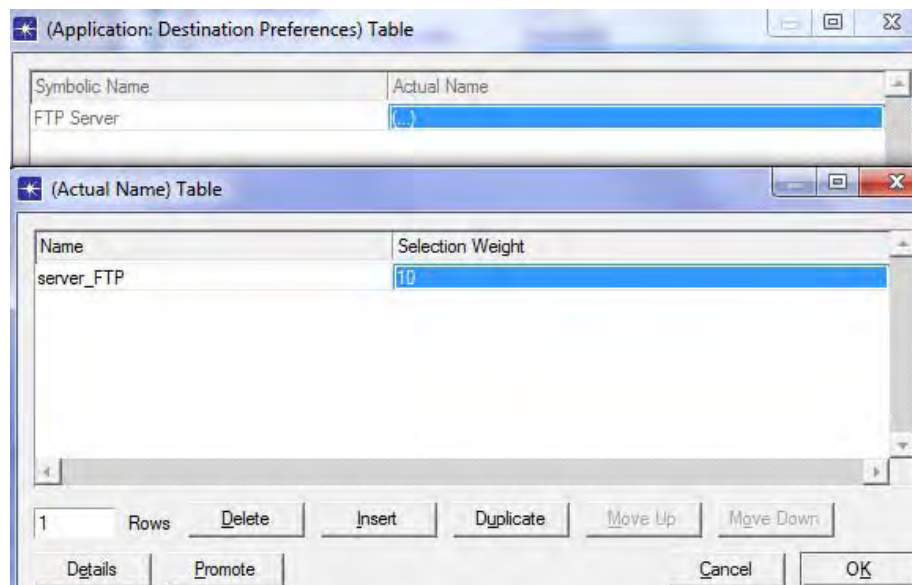 (Application: Destination Preferences) Table
Symbolic Name Actual Name
FTP Server (...)
(Actual Name) Table
Name Selection Weight
server_FTP 10
1 Rows Delete Insert Duplicate Move Up Move Down
Details Promote Cancel OK